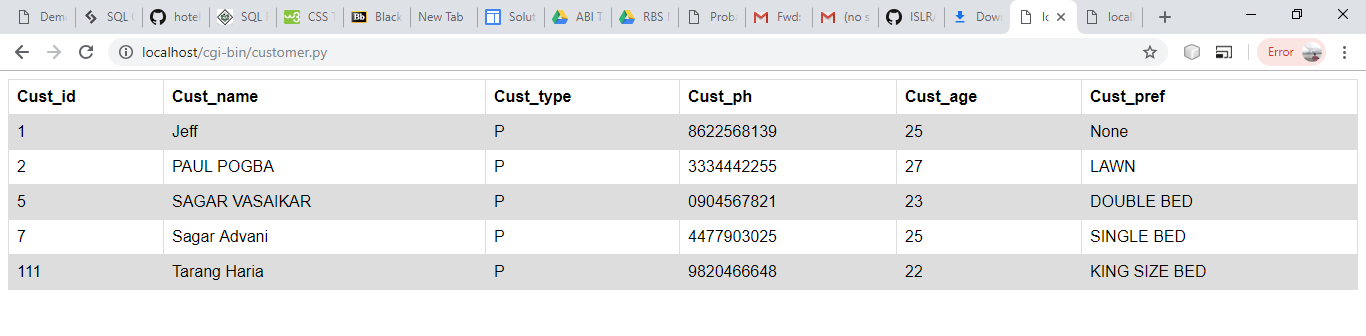 Dem SQL hotel SQL CSS Black New Tab Solut ABI T RBS Prob Fwd: (no s ISLR Dow lo local
localhost/cgi-bin/customer.py Error
Cust_id Cust_name Cust_type Cust_ph Cust_age Cust_pref
1 Jeff P 8622568139 25 None
2 PAUL POGBA P 3334442255 27 LAWN
5 SAGAR VASAIKAR P 0904567821 23 DOUBLE BED
7 Sagar Advani P 4477903025 25 SINGLE BED
111 Tarang Haria P 9820466648 22 KING SIZE BED